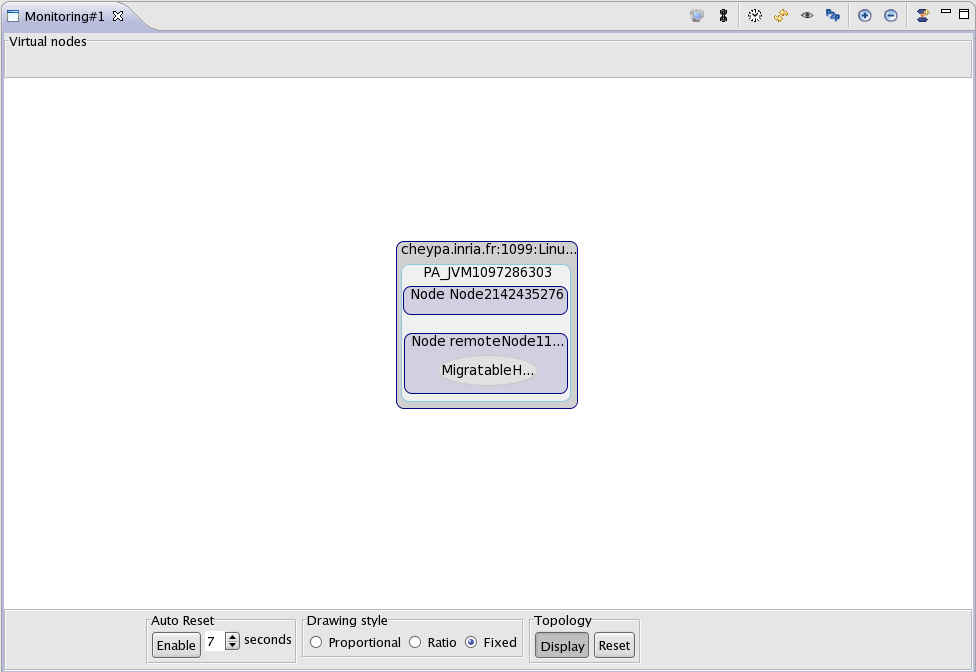 Monitoring#1
P2P
Virtual nodes
cheypa.inria.fr:1099:Linu...
PA_JVM1097286303
Node Node2142435276
Node remoteNode11...
MigratableH...
Auto Reset
Enable 7 seconds
Drawing style
Proportional Ratio Fixed
Topology
Display Reset